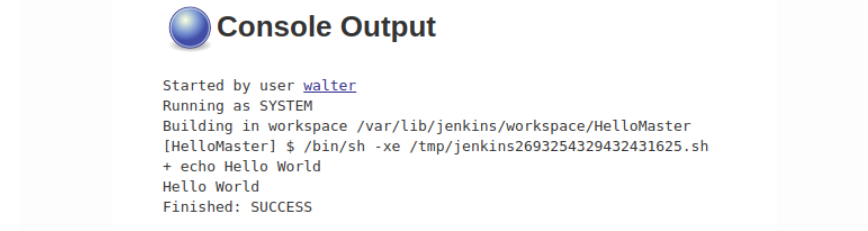 Console Output
Started by user walter
Running as SYSTEM
Building in workspace /var/lib/jenkins/workspace/HelloMaster
[HelloMaster] $ /bin/sh -xe /tmp/jenkins2693254329432431625.sh
+ echo Hello World
Hello World
Finished: SUCCESS